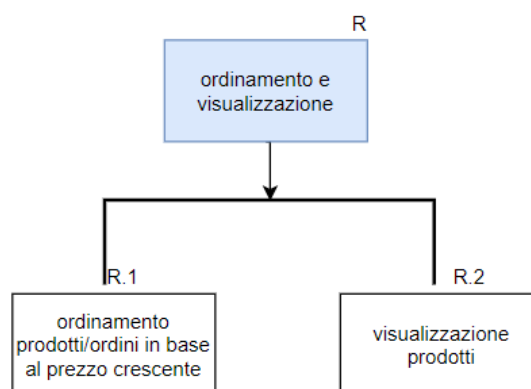 R
ordinamento e
visualizzazione
R.1
ordinamento
prodotti/ordini in base
al prezzo crescente
R.2
visualizzazione
prodotti